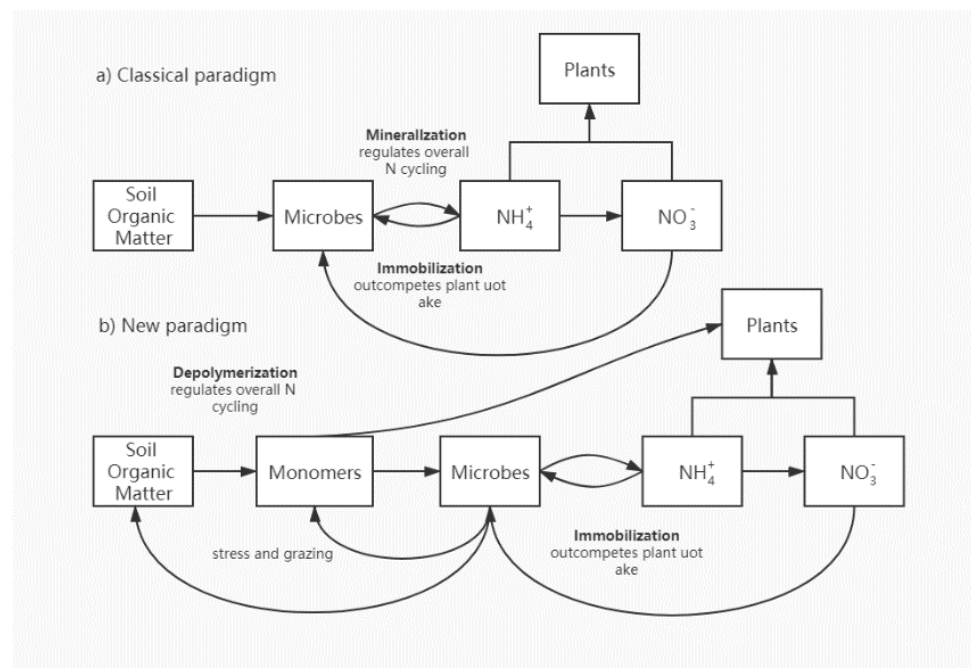 a) Classical paradigm
Plants
Minerallzation
regulates overall
N cycling
Soil
Organic
Matter
Microbes
NH₄⁺
NO₃⁻
Immobilization
outcompetes plant uot
ake
b) New paradigm
Plants
Depolymerization
regulates overall N
cycling
Soil
Organic
Matter
Monomers
Microbes
NH₄⁺
NO₃⁻
stress and grazing
Immobilization
outcompetes plant uot
ake